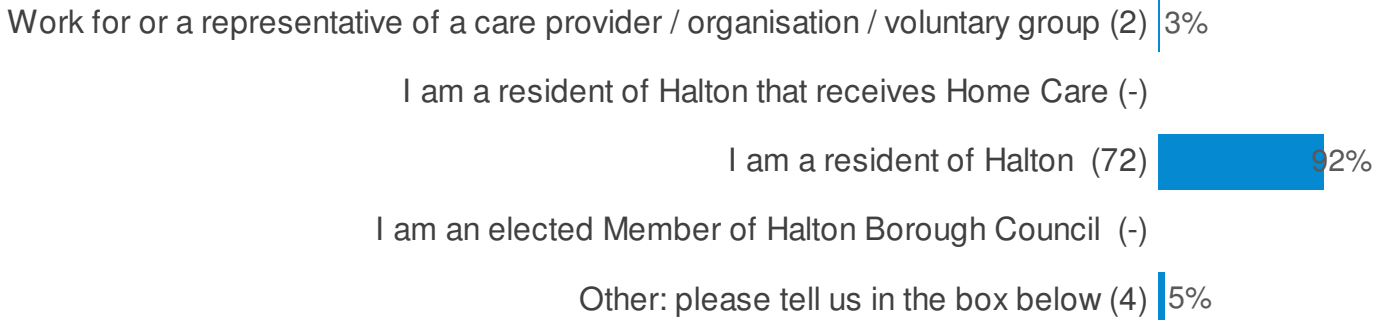 Work for or a representative of a care provider / organisation / voluntary group (2) 3%
I am a resident of Halton that receives Home Care (-)
I am a resident of Halton (72) 92%
I am an elected Member of Halton Borough Council (-)
Other: please tell us in the box below (4) 5%